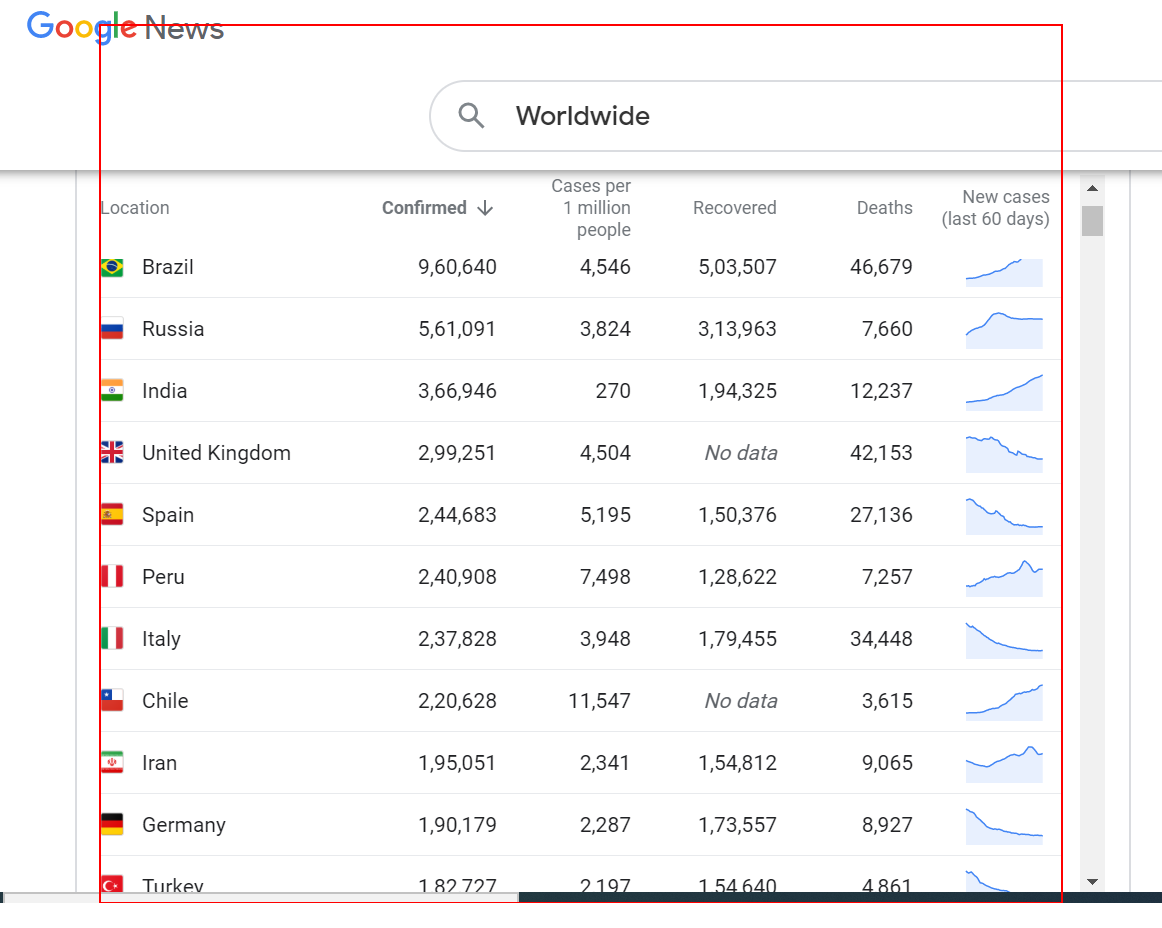 Google News
Worldwide
Location Confirmed Cases per 1 million people Recovered Deaths New cases (last 60 days)
Brazil 9,60,640 4,546 5,03,507 46,679
Russia 5,61,091 3,824 3,13,963 7,660
India 3,66,946 270 1,94,325 12,237
United Kingdom 2,99,251 4,504 No data 42,153
Spain 2,44,683 5,195 1,50,376 27,136
Peru 2,40,908 7,498 1,28,622 7,257
Italy 2,37,828 3,948 1,79,455 34,448
Chile 2,20,628 11,547 No data 3,615
Iran 1,95,051 2,341 1,54,812 9,065
Germany 1,90,179 2,287 1,73,557 8,927
Turkey 1,82,727 2,197 1,54,640 4,861